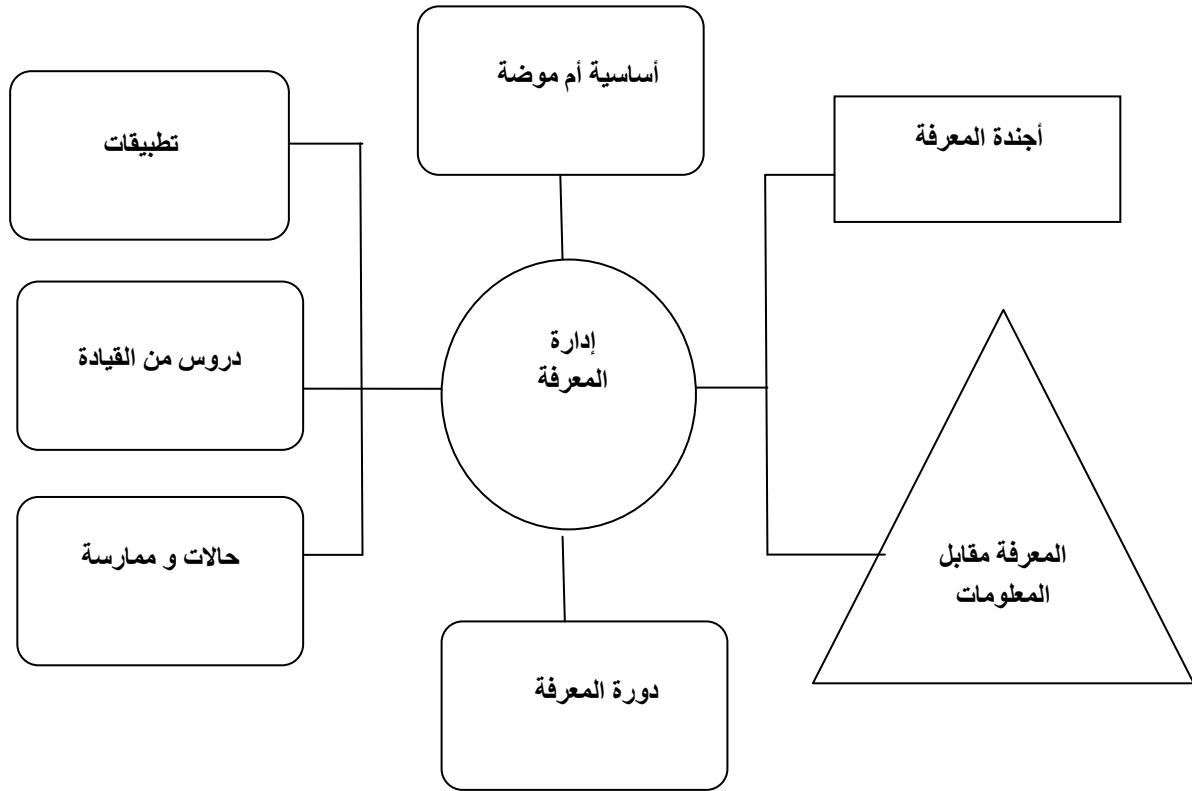 أساسية أم موضة
أجندة المعرفة
تطبيقات
إدارة
المعرفة
دروس من القيادة
المعرفة مقابل
المعلومات
حالات و ممارسة
دورة المعرفة